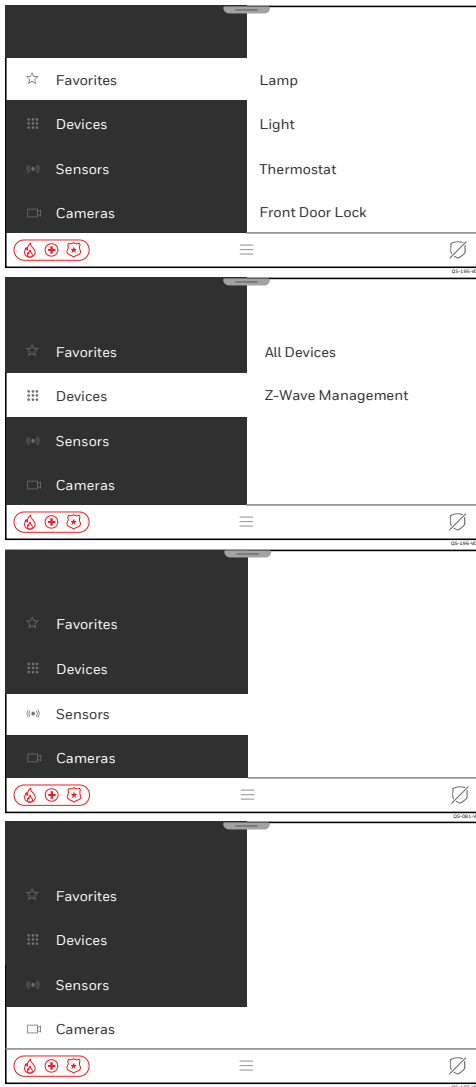 Favorites Lamp
Devices Light
Sensors Thermostat
Cameras Front Door Lock
Favorites All Devices
Devices Z-Wave Management
Sensors
Cameras
Favorites
Devices
Sensors
Cameras
Favorites
Devices
Sensors
Cameras